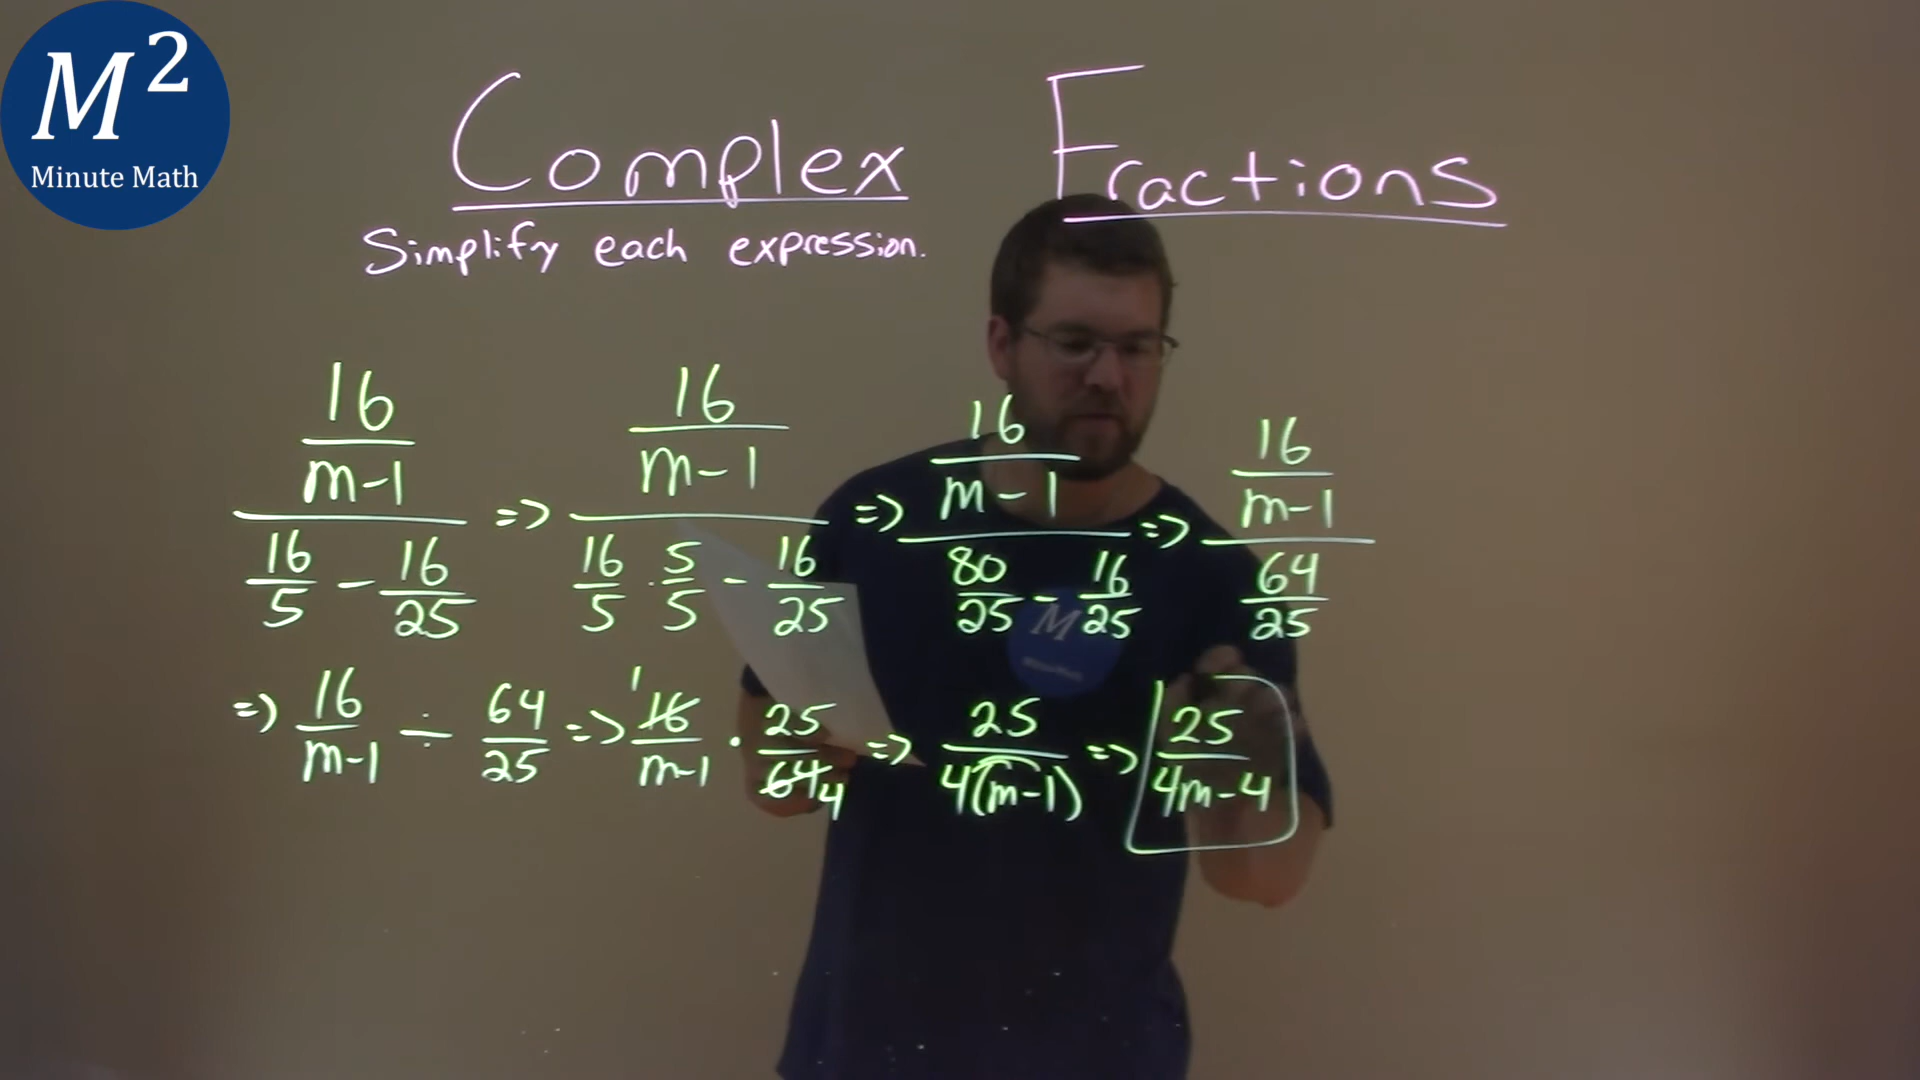 M²
Minute Math
Complex Fractions
Simplify each expression.
16/(m-1) / (16/5 - 16/25) => 16/(m-1) / (16/5 · 5/5 - 16/25) => 16/(m-1) / (80/25 - 16/25) => 16/(m-1) / (64/25)
=> 16/(m-1) ÷ 64/25 => 1 16/(m-1) · 25/64 4 => 25/4(m-1) => 25/(4m-4)
M